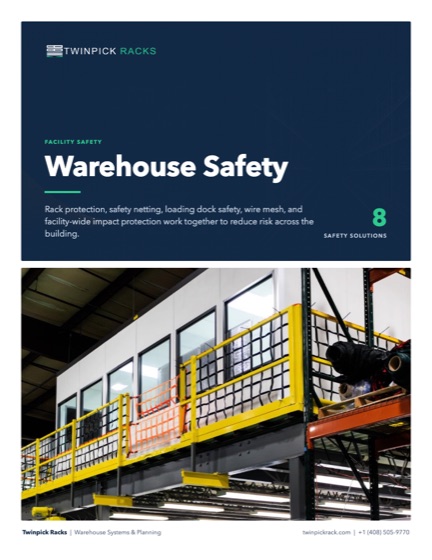 TWINPICK RACKS
FACILITY SAFETY
Warehouse Safety
Rack protection, safety netting, loading dock safety, wire mesh, and
facility-wide impact protection work together to reduce risk across the
building.
8
SAFETY SOLUTIONS
Twinpick Racks | Warehouse Systems & Planning
twinpickrack.com | +1 (408) 505-9770